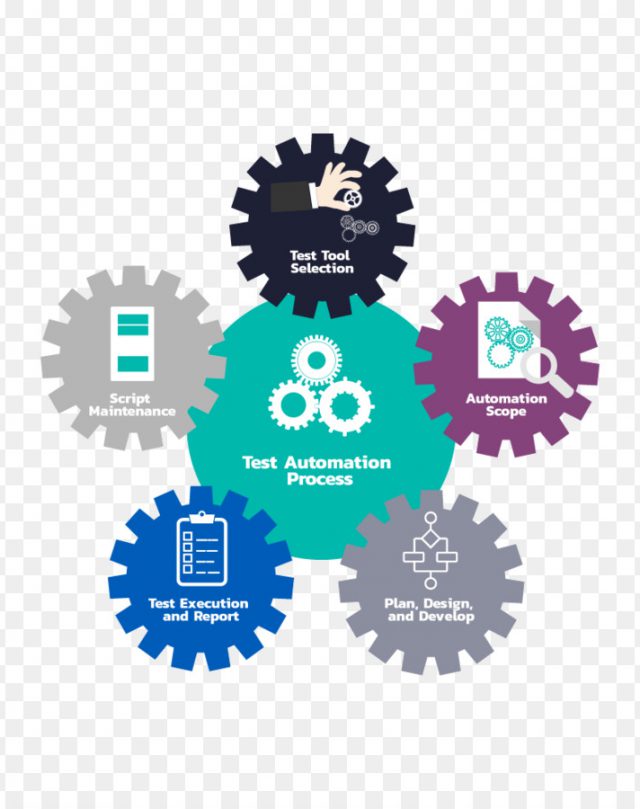 Test Tool
Selection
Automation
Scope
Script
Maintenance
Test Automation
Process
Test Execution
and Report
Plan, Design,
and Develop